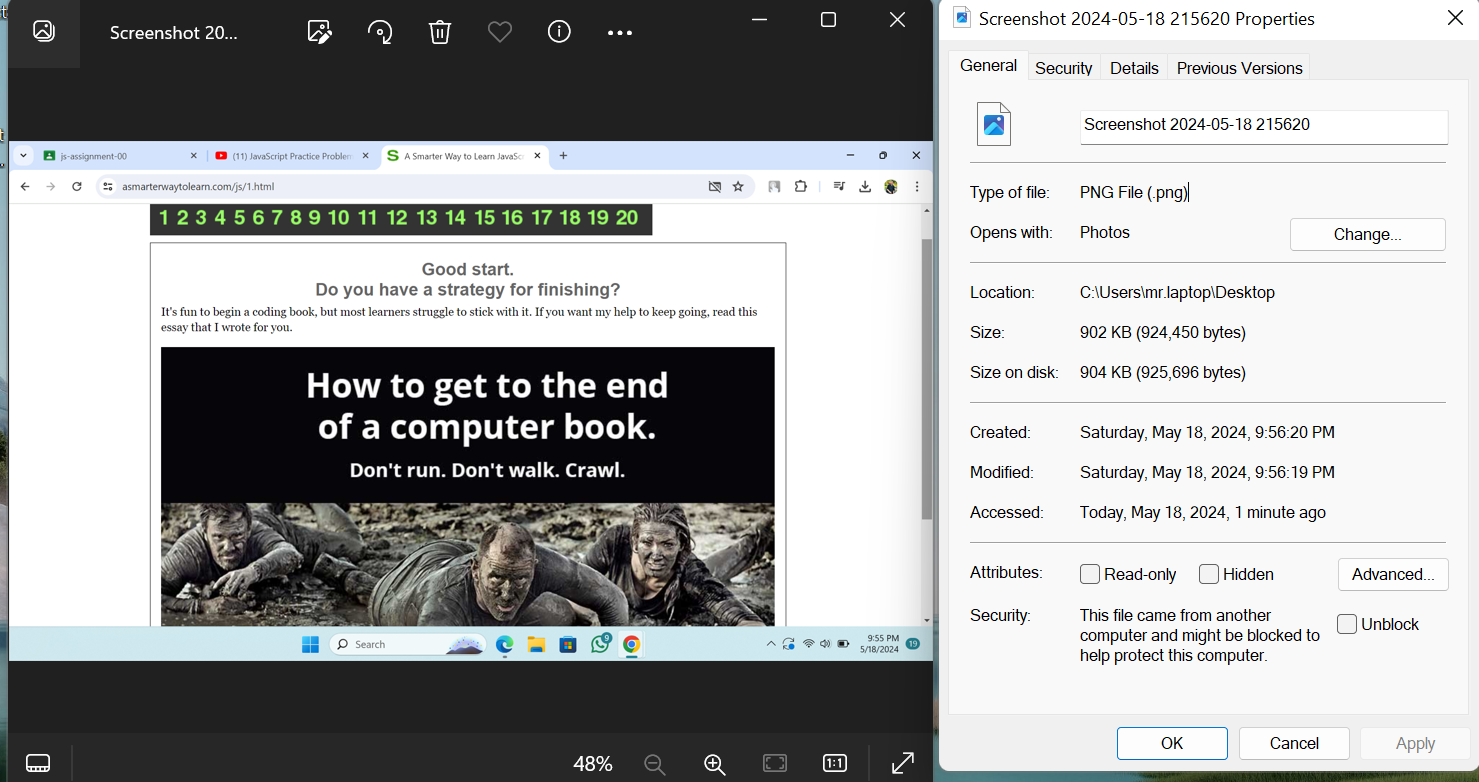 Screenshot 20...
js-assignment-00
(11) JavaScript Practice Problem
A Smarter Way to Learn JavaSc
asmarterwaytolearn.com/js/1.html
1 2 3 4 5 6 7 8 9 10 11 12 13 14 15 16 17 18 19 20
Good start.
Do you have a strategy for finishing?
It's fun to begin a coding book, but most learners struggle to stick with it. If you want my help to keep going, read this
essay that I wrote for you.
How to get to the end
of a computer book.
Don't run. Don't walk. Crawl.
Search
9
9:55 PM
5/18/2024
19
48%
1:1
Screenshot 2024-05-18 215620 Properties
General Security Details Previous Versions
Screenshot 2024-05-18 215620
Type of file: PNG File (.png)
Opens with: Photos Change...
Location: C:\Users\mr.laptop\Desktop
Size: 902 KB (924,450 bytes)
Size on disk: 904 KB (925,696 bytes)
Created: Saturday, May 18, 2024, 9:56:20 PM
Modified: Saturday, May 18, 2024, 9:56:19 PM
Accessed: Today, May 18, 2024, 1 minute ago
Attributes: Read-only Hidden Advanced...
Security: This file came from another
computer and might be blocked to
help protect this computer.
Unblock
OK Cancel Apply